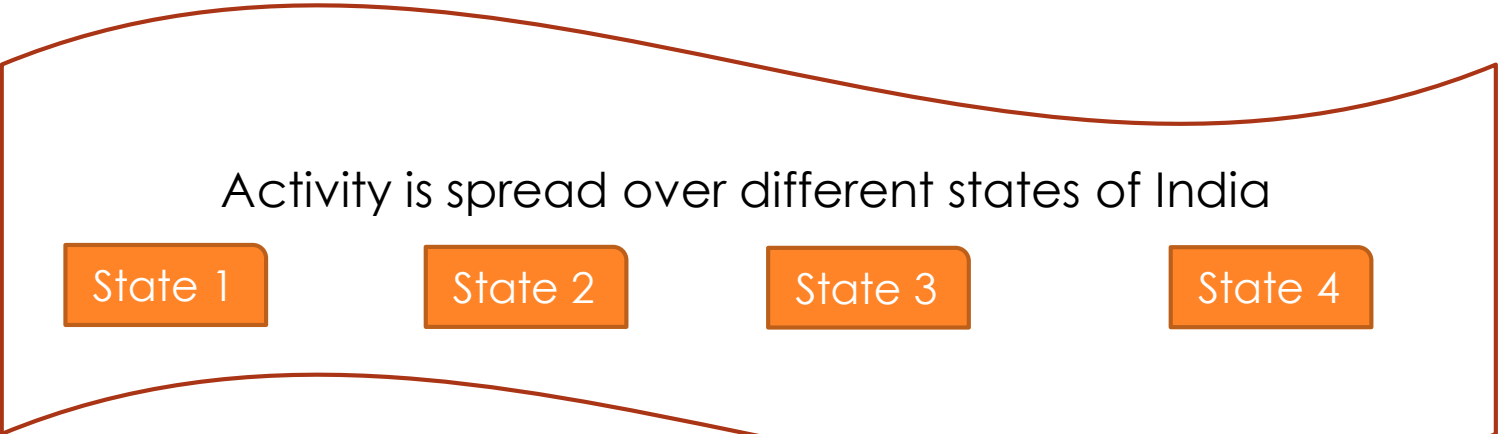 Activity is spread over different states of India
State 1 State 2 State 3 State 4